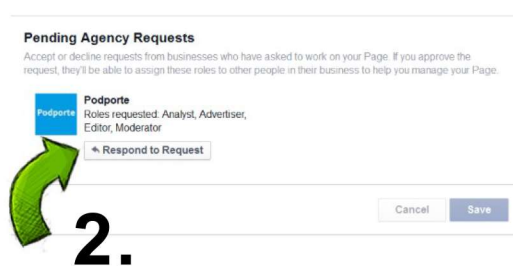 Pending Agency Requests
Accept or decline requests from businesses who have asked to work on your Page. If you approve the
request, they'll be able to assign these roles to other people in their business to help you manage your Page.
Podporte
Podporte
Roles requested: Analyst, Advertiser,
Editor, Moderator
Respond to Request
Cancel Save
2.